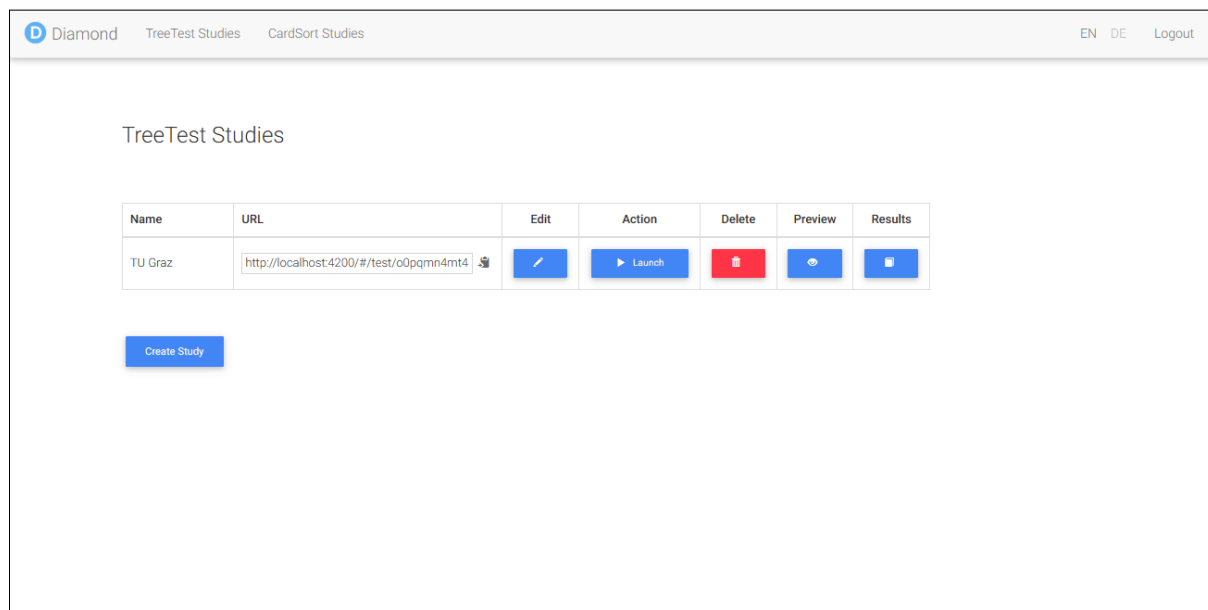 D Diamond TreeTest Studies CardSort Studies EN DE Logout
TreeTest Studies
Name URL Edit Action Delete Preview Results
TU Graz http://localhost:4200/#/test/o0pqmn4mt4 Launch
Create Study